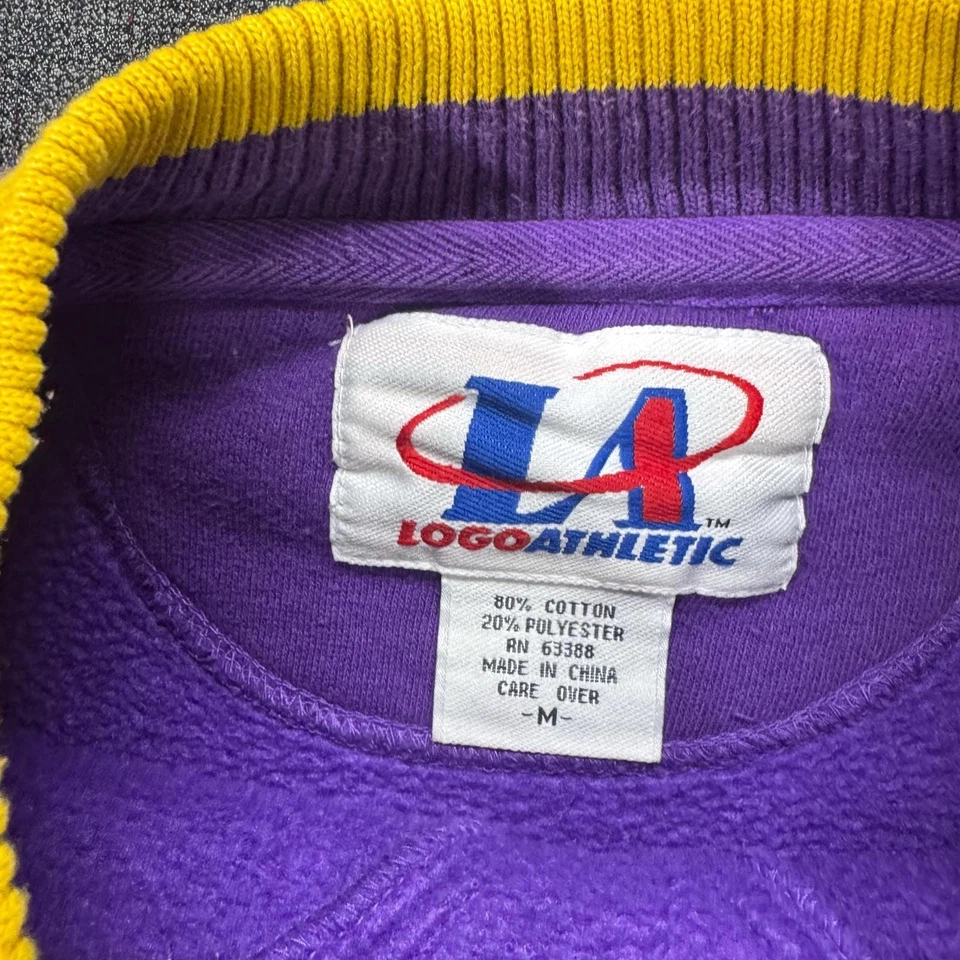 LA
LOGOATHLETIC™
80% COTTON
20% POLYESTER
RN 63388
MADE IN CHINA
CARE OVER
-M-